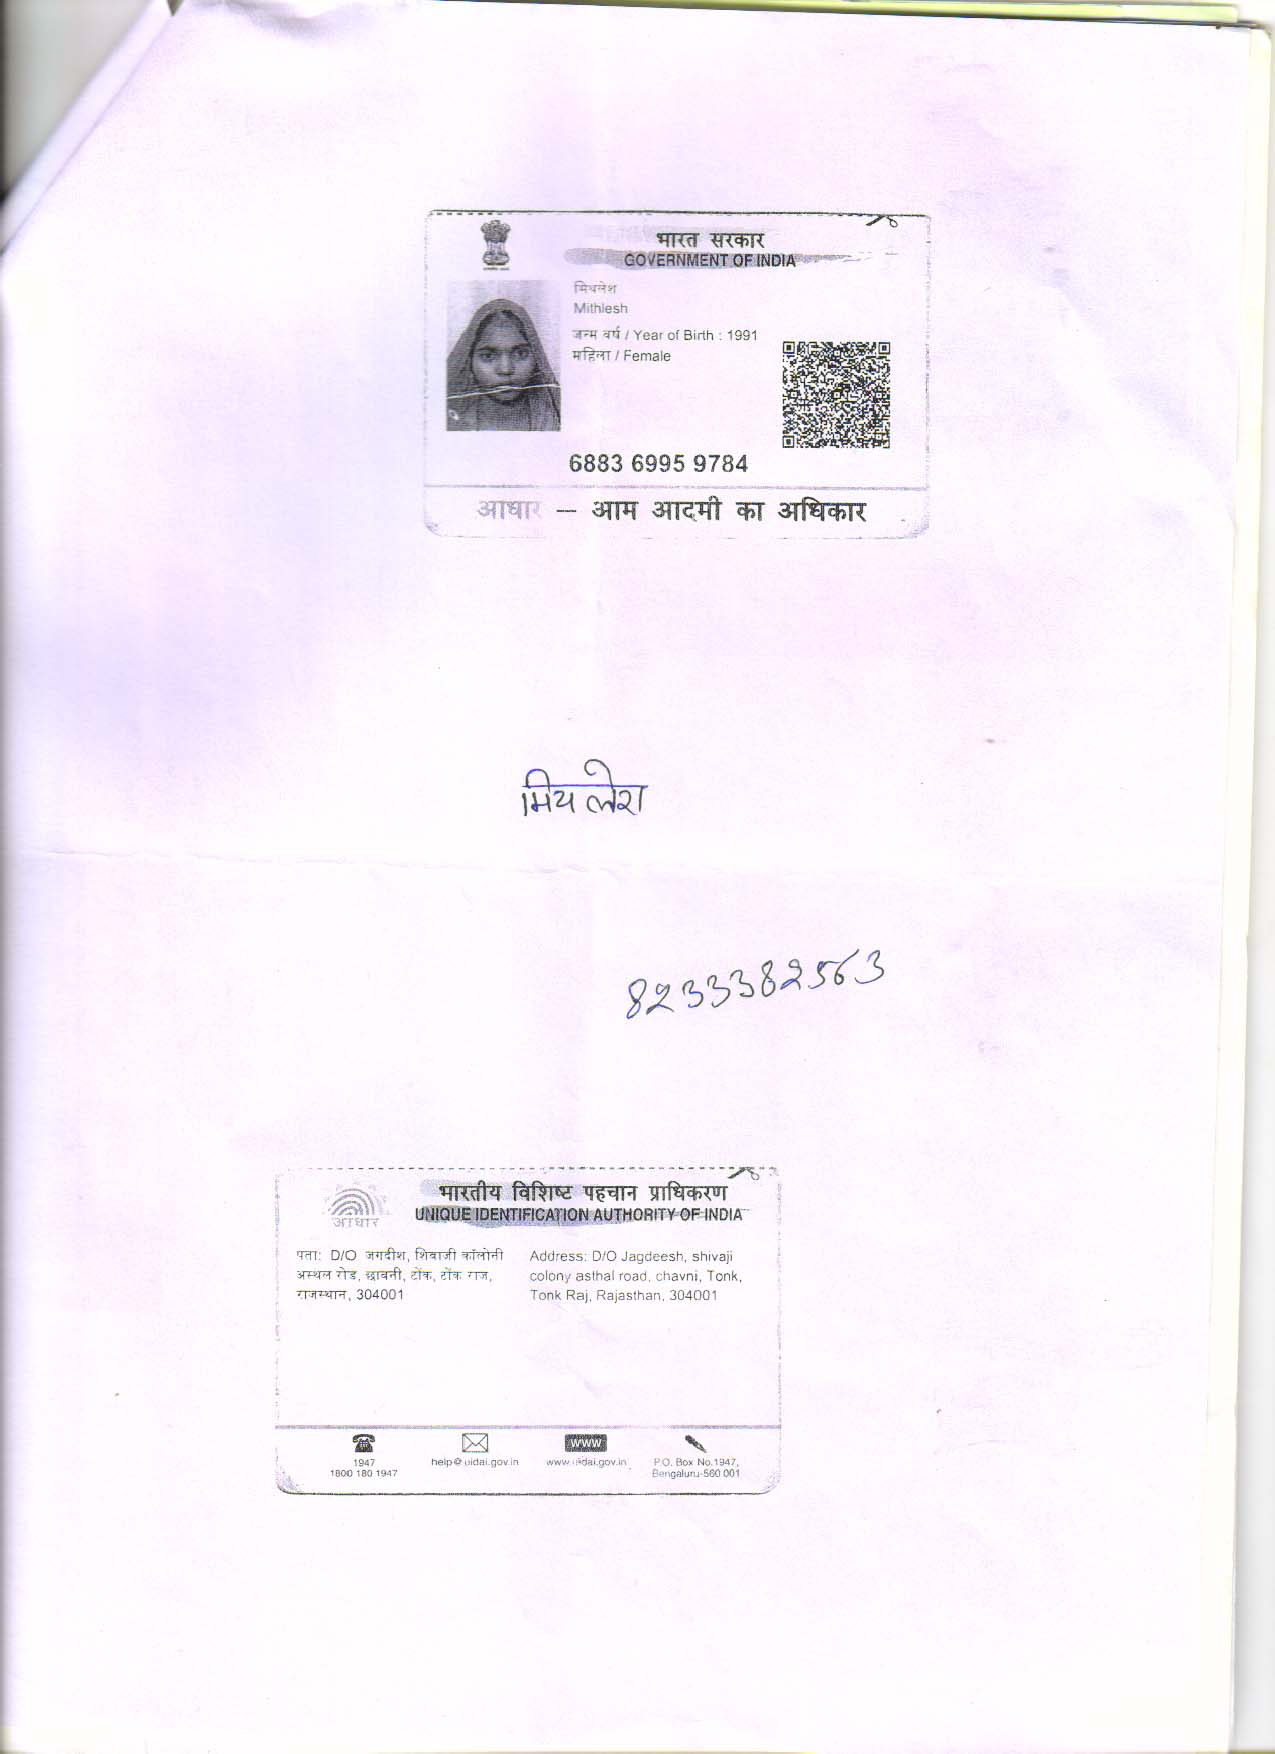 भारत सरकार
GOVERNMENT OF INDIA
मिथलेश
Mithlesh
जन्म वर्ष / Year of Birth : 1991
महिला / Female
6883 6995 9784
आधार – आम आदमी का अधिकार
मिथलेश
8233382563
भारतीय विशिष्ट पहचान प्राधिकरण
UNIQUE IDENTIFICATION AUTHORITY OF INDIA
आधार
पता: D/O जगदीश, शिवाजी कॉलोनी
अस्थल रोड, छावनी, टोंक, टोंक राज,
राजस्थान, 304001
Address: D/O Jagdeesh, shivaji
colony asthal road, chavni, Tonk,
Tonk Raj, Rajasthan, 304001
1947
1800 180 1947
help@uidai.gov.in
www
www.uidai.gov.in
P.O. Box No.1947,
Bengaluru-560 001